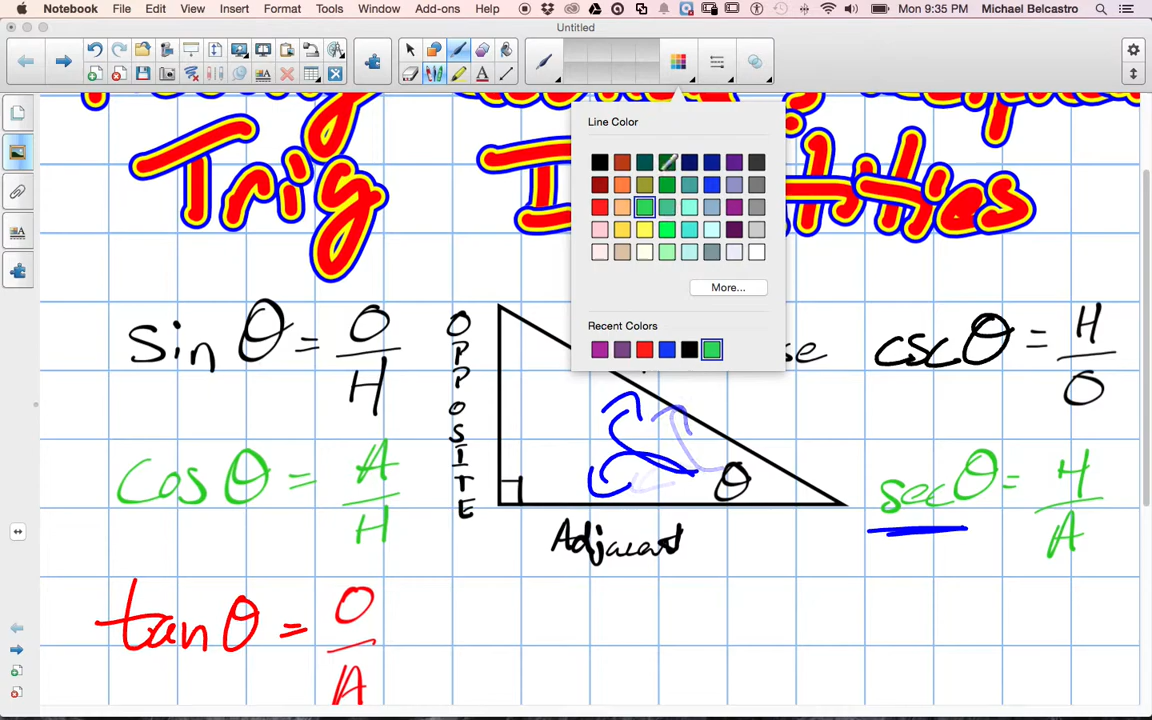 Notebook File Edit View Insert Format Tools Window Add-ons Help Mon 9:35 PM Michael Belcastro
Untitled
Line Color
More...
Recent Colors
Trig
sin θ = O/H
OPPOSITE
se
csc θ = H/O
cos θ = A/H
θ
sec θ = H/A
Adjacent
tan θ = O/A